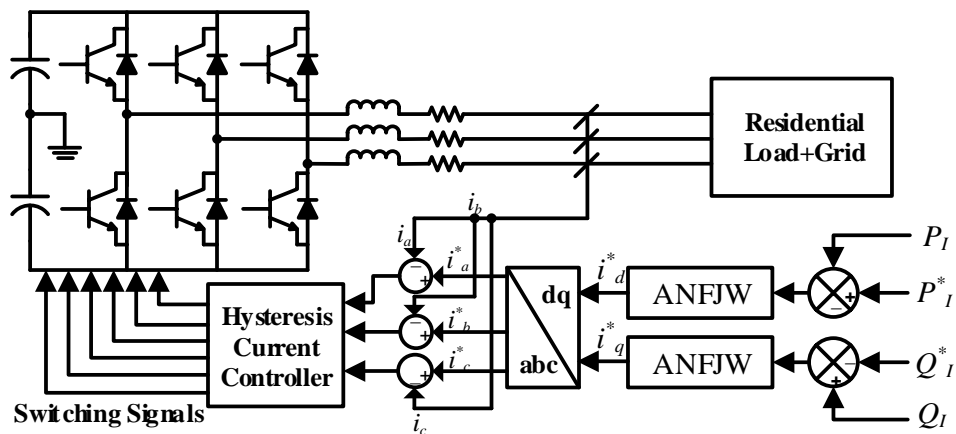 Residential
Load+Grid
i_b
i_a
i*_a
i*_b
i*_c
i_c
i*_d
i*_q
dq
abc
ANFJW
ANFJW
P_I
P*_I
Q*_I
Q_I
Hysteresis
Current
Controller
Switching Signals